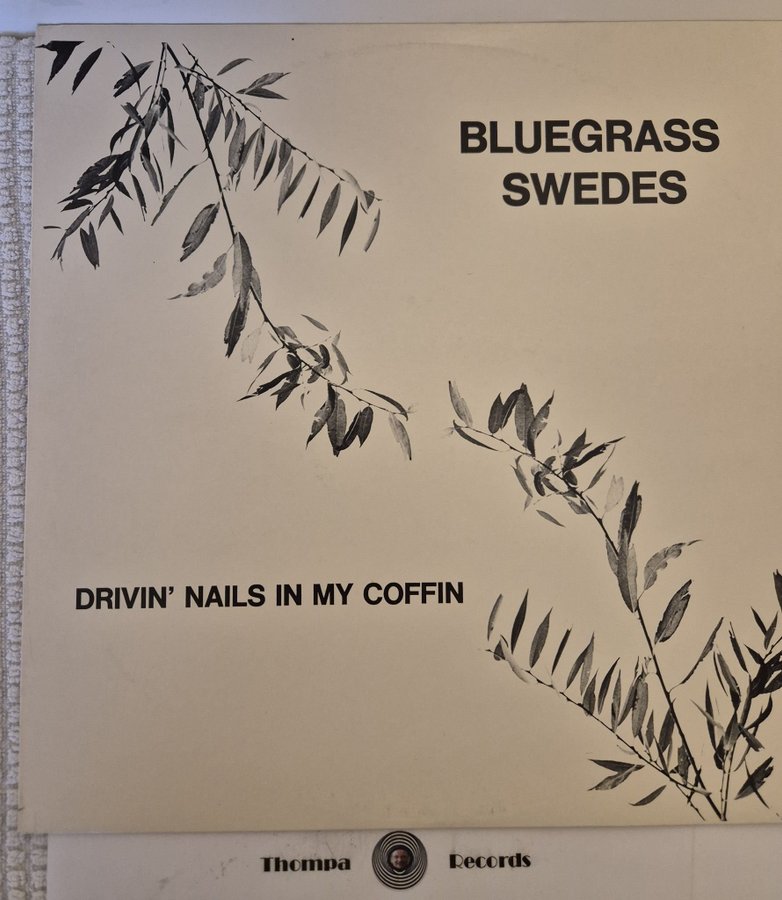 BLUEGRASS
SWEDES
DRIVIN' NAILS IN MY COFFIN
Thompa Records